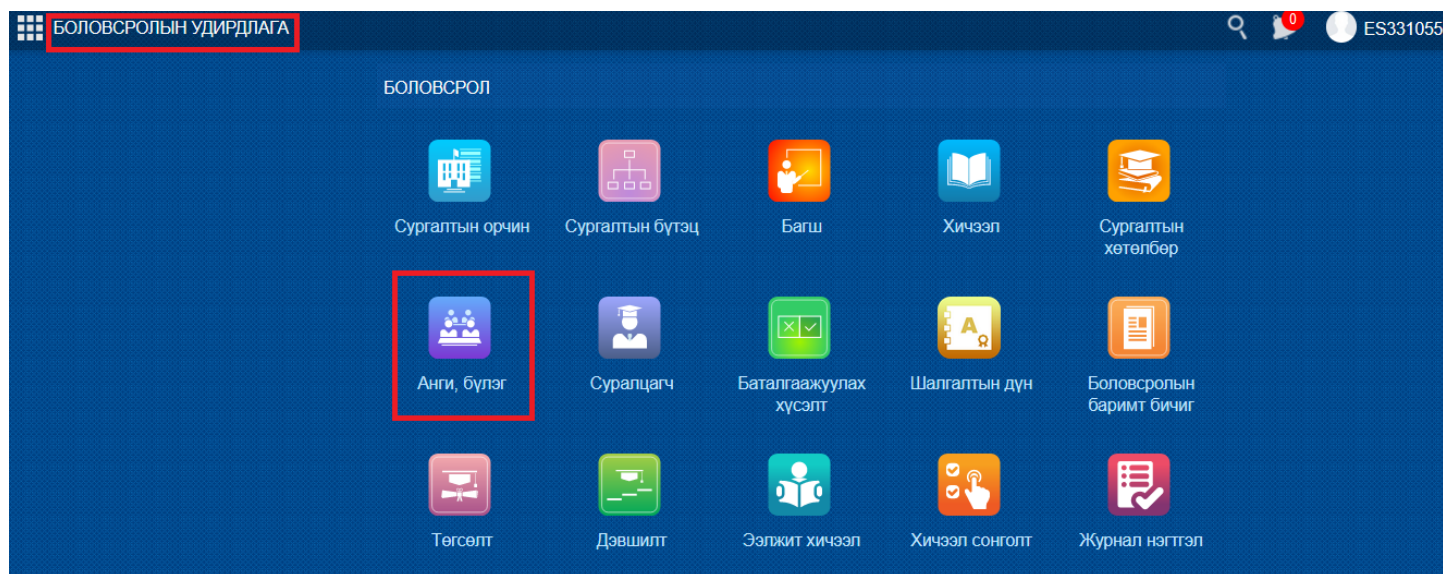 БОЛОВСРОЛЫН УДИРДЛАГА
0
ES331055
БОЛОВСРОЛ
Сургалтын орчин
Сургалтын бүтэц
Багш
Хичээл
Сургалтын
хөтөлбөр
Анги, бүлэг
Суралцагч
Баталгаажуулах
хүсэлт
A
Шалгалтын дүн
Боловсролын
баримт бичиг
Төгсөлт
Дэвшилт
Ээлжит хичээл
Хичээл сонголт
Журнал нэгтгэл